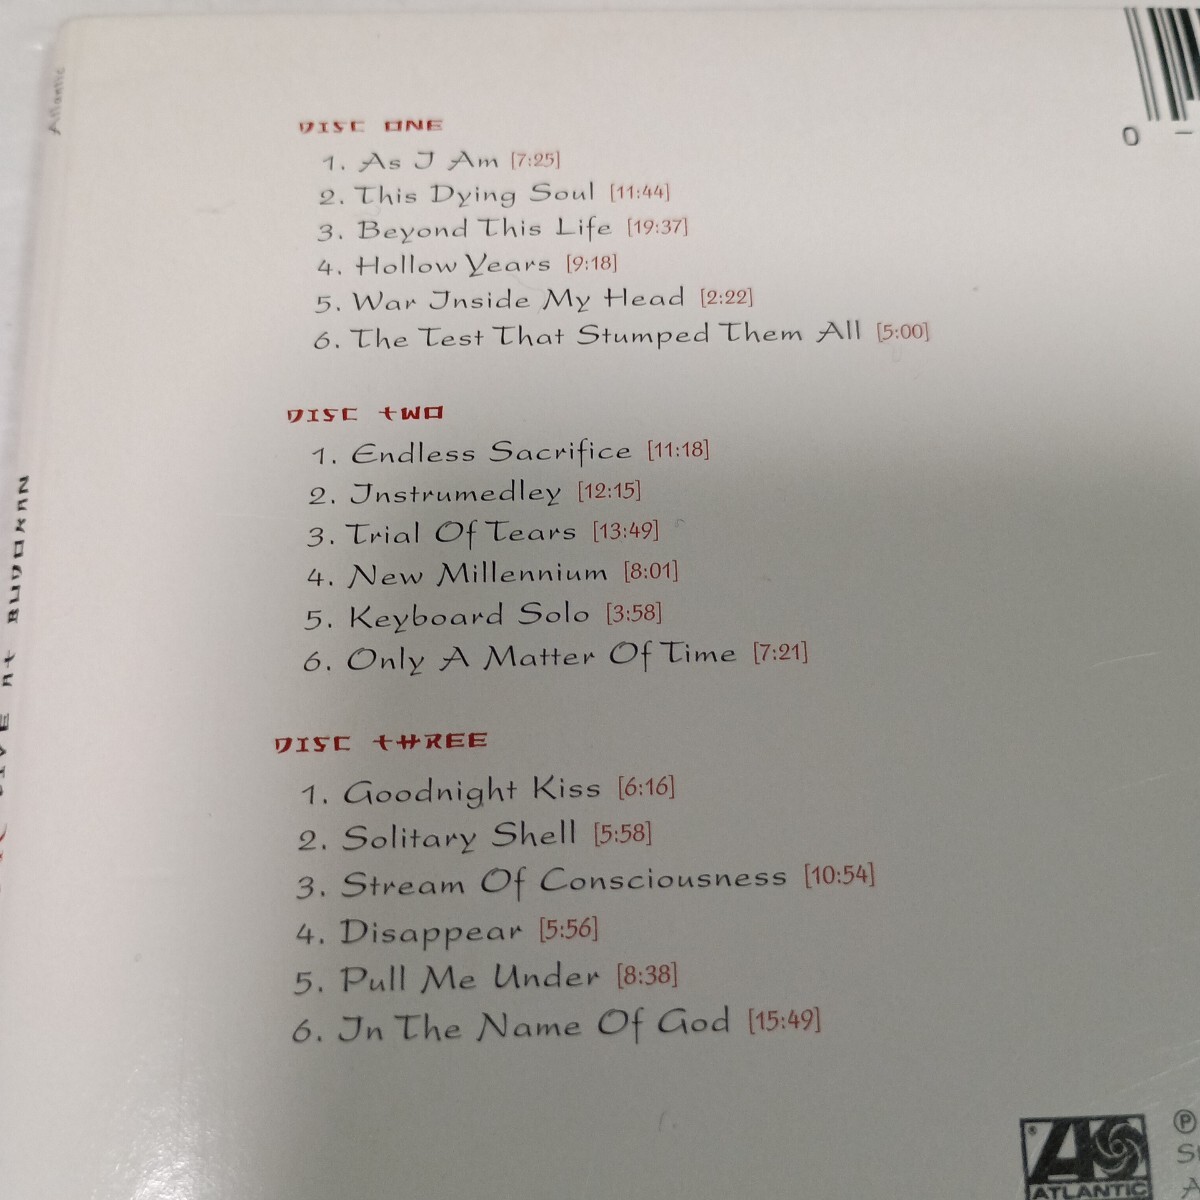 Atlantic
LIVE AT BUDOKAN
DISC ONE
1. As I Am [7:25]
2. This Dying Soul [11:44]
3. Beyond This Life [19:37]
4. Hollow Years [9:18]
5. War Inside My Head [2:22]
6. The Test That Stumped Them All [5:00]
DISC TWO
1. Endless Sacrifice [11:18]
2. Instrumedley [12:15]
3. Trial Of Tears [13:49]
4. New Millennium [8:01]
5. Keyboard Solo [3:58]
6. Only A Matter Of Time [7:21]
DISC THREE
1. Goodnight Kiss [6:16]
2. Solitary Shell [5:58]
3. Stream Of Consciousness [10:54]
4. Disappear [5:56]
5. Pull Me Under [8:38]
6. In The Name Of God [15:49]
0
ATLANTIC
℗